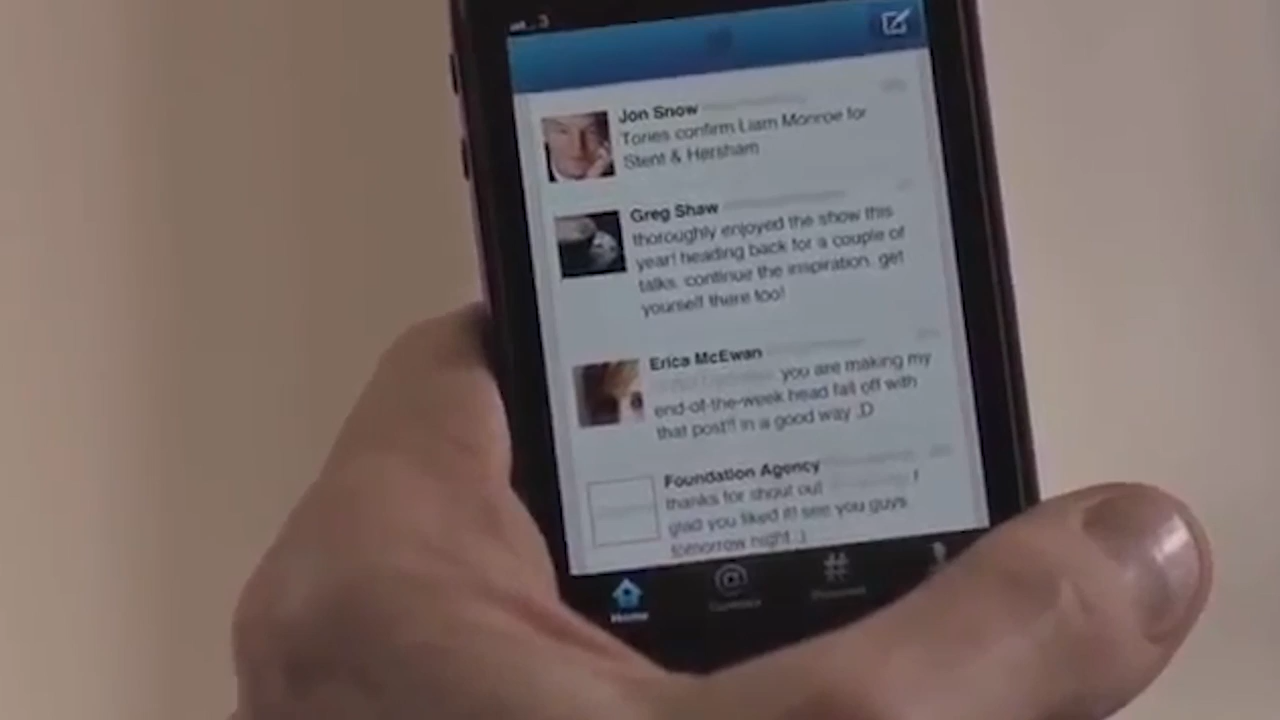 3
Jon Snow
Tories confirm Liam Monroe for
Stent & Hersham
Greg Shaw
thoroughly enjoyed the show this
year! heading back for a couple of
talks. continue the inspiration. get
yourself there too!
Erica McEwan
you are making my
end-of-the-week head fall off with
that post!! in a good way ;D
Foundation Agency
thanks for shout out !
glad you liked it! see you guys
tomorrow night :)
Home
@
#